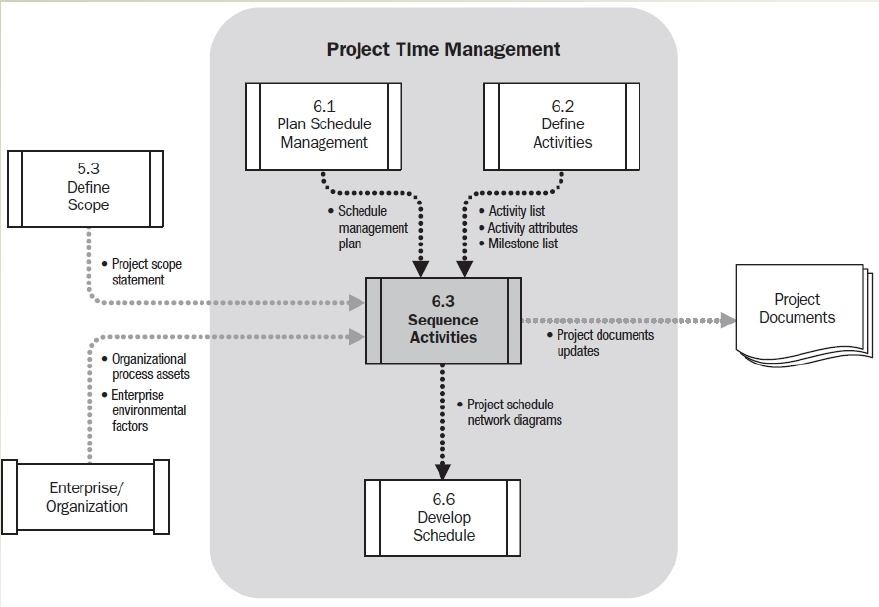 Project Time Management
6.1
Plan Schedule
Management
6.2
Define
Activities
5.3
Define
Scope
• Schedule
management
plan
• Activity list
• Activity attributes
• Milestone list
• Project scope
statement
6.3
Sequence
Activities
Project
Documents
• Project documents
updates
• Organizational
process assets
• Enterprise
environmental
factors
• Project schedule
network diagrams
Enterprise/
Organization
6.6
Develop
Schedule